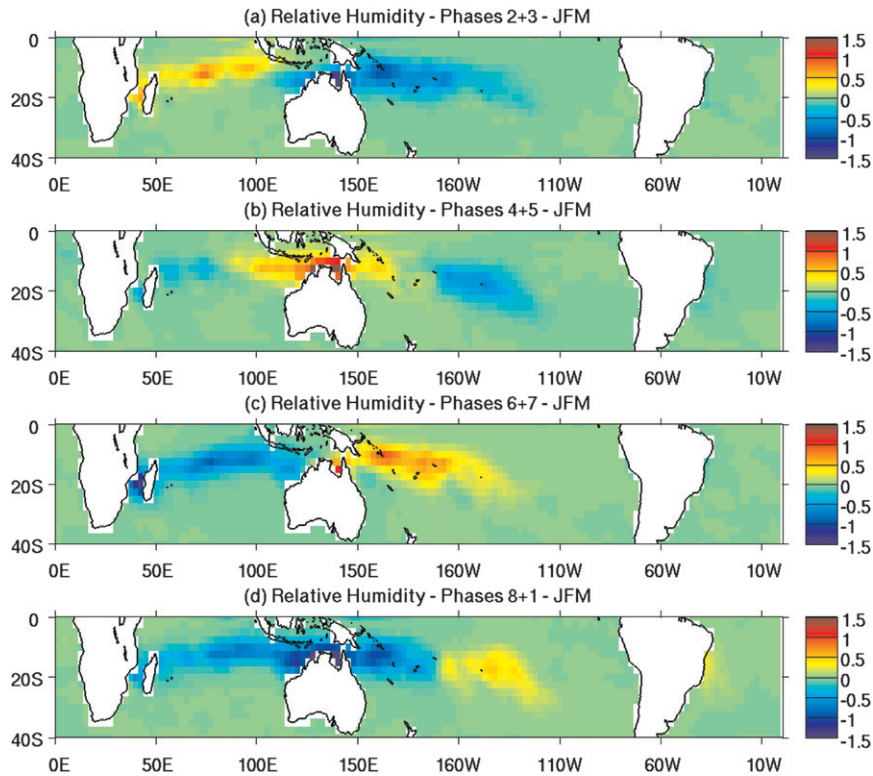 (a) Relative Humidity - Phases 2+3 - JFM
0
20S
40S
0E 50E 100E 150E 160W 110W 60W 10W
1.5
1
0.5
0
-0.5
-1
-1.5
(b) Relative Humidity - Phases 4+5 - JFM
0
20S
40S
0E 50E 100E 150E 160W 110W 60W 10W
1.5
1
0.5
0
-0.5
-1
-1.5
(c) Relative Humidity - Phases 6+7 - JFM
0
20S
40S
0E 50E 100E 150E 160W 110W 60W 10W
1.5
1
0.5
0
-0.5
-1
-1.5
(d) Relative Humidity - Phases 8+1 - JFM
0
20S
40S
0E 50E 100E 150E 160W 110W 60W 10W
1.5
1
0.5
0
-0.5
-1
-1.5